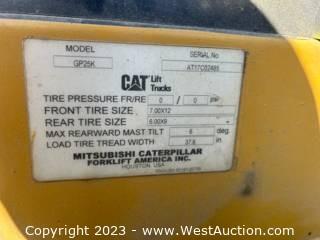 MODEL SERIAL No
GP25K AT17C02485
CAT Lift Trucks
TIRE PRESSURE FR/RE 0 / 0 psi
FRONT TIRE SIZE 7.00X12
REAR TIRE SIZE 6.00X9
MAX REARWARD MAST TILT 6 deg.
LOAD TIRE TREAD WIDTH 37.8 in.
MITSUBISHI CATERPILLAR
FORKLIFT AMERICA INC.
HOUSTON, USA
Copyright 2023 - www.WestAuction.com